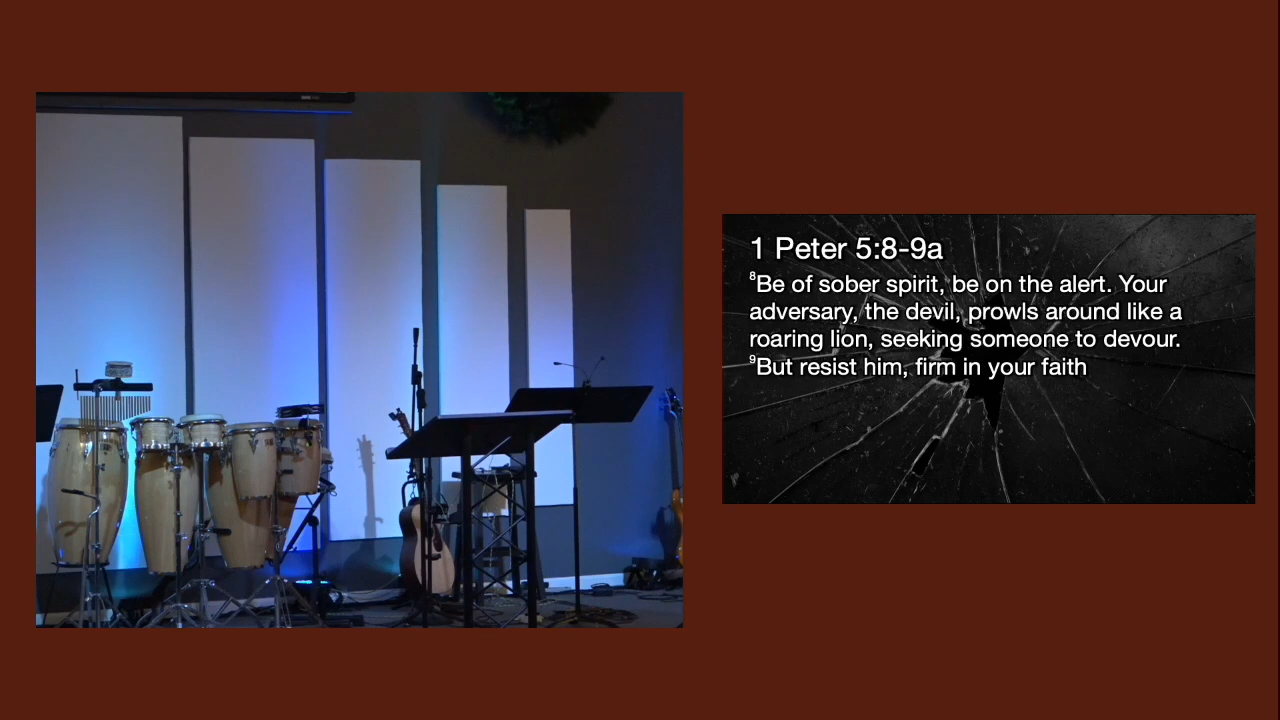 1 Peter 5:8-9a
⁸Be of sober spirit, be on the alert. Your
adversary, the devil, prowls around like a
roaring lion, seeking someone to devour.
⁹But resist him, firm in your faith